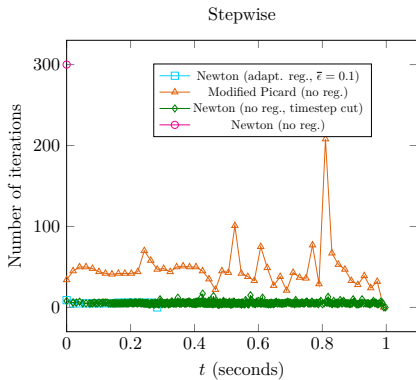 Stepwise
300
200
100
0
Number of iterations
Newton (adapt. reg., ε̄ = 0.1)
Modified Picard (no reg.)
Newton (no reg., timestep cut)
Newton (no reg.)
0 0.2 0.4 0.6 0.8 1
t (seconds)